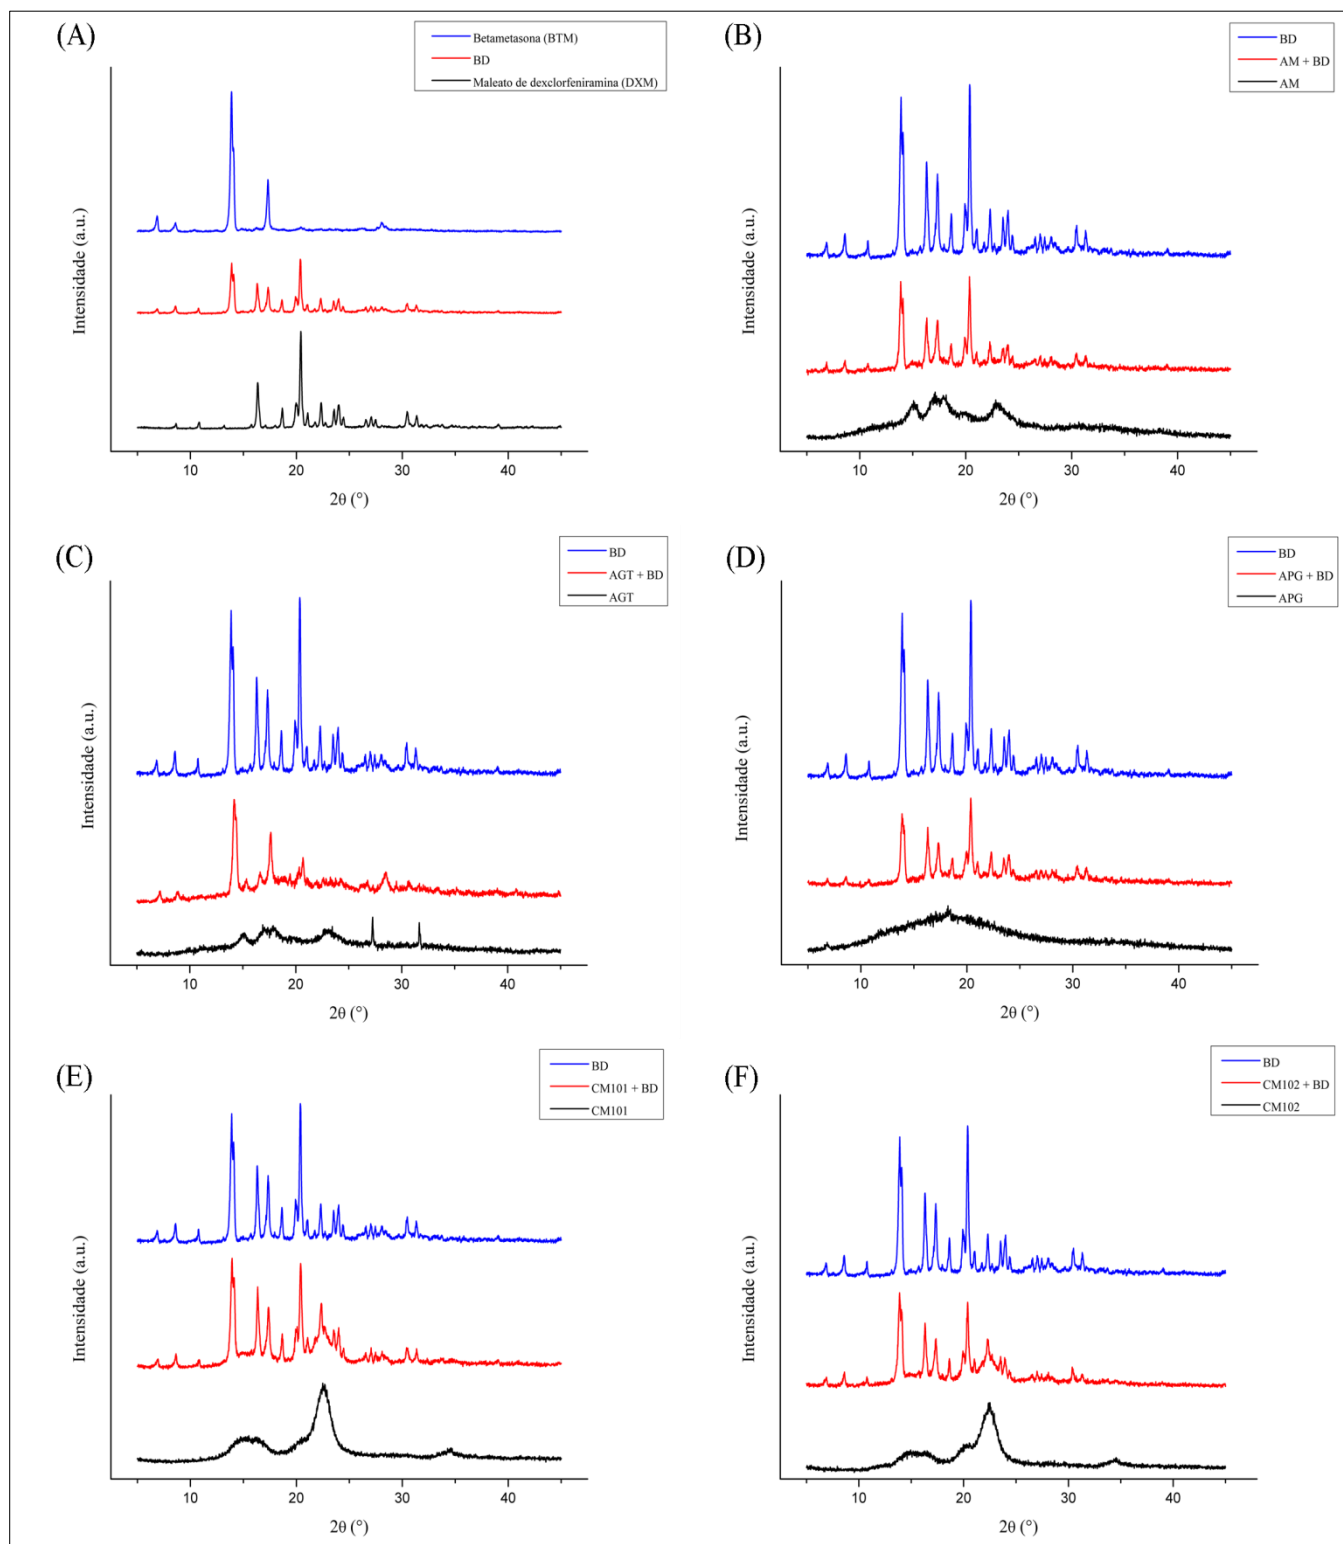 (A)
Betametasona (BTM)
BD
Maleato de dexclorfeniramina (DXM)
Intensidade (a.u.)
10 20 30 40
2θ (°)
(B)
BD
AM + BD
AM
Intensidade (a.u.)
10 20 30 40
2θ (°)
(C)
BD
AGT + BD
AGT
Intensidade (a.u.)
10 20 30 40
2θ (°)
(D)
BD
APG + BD
APG
Intensidade (a.u.)
10 20 30 40
2θ (°)
(E)
BD
CM101 + BD
CM101
Intensidade (a.u.)
10 20 30 40
2θ (°)
(F)
BD
CM102 + BD
CM102
Intensidade (a.u.)
10 20 30 40
2θ (°)